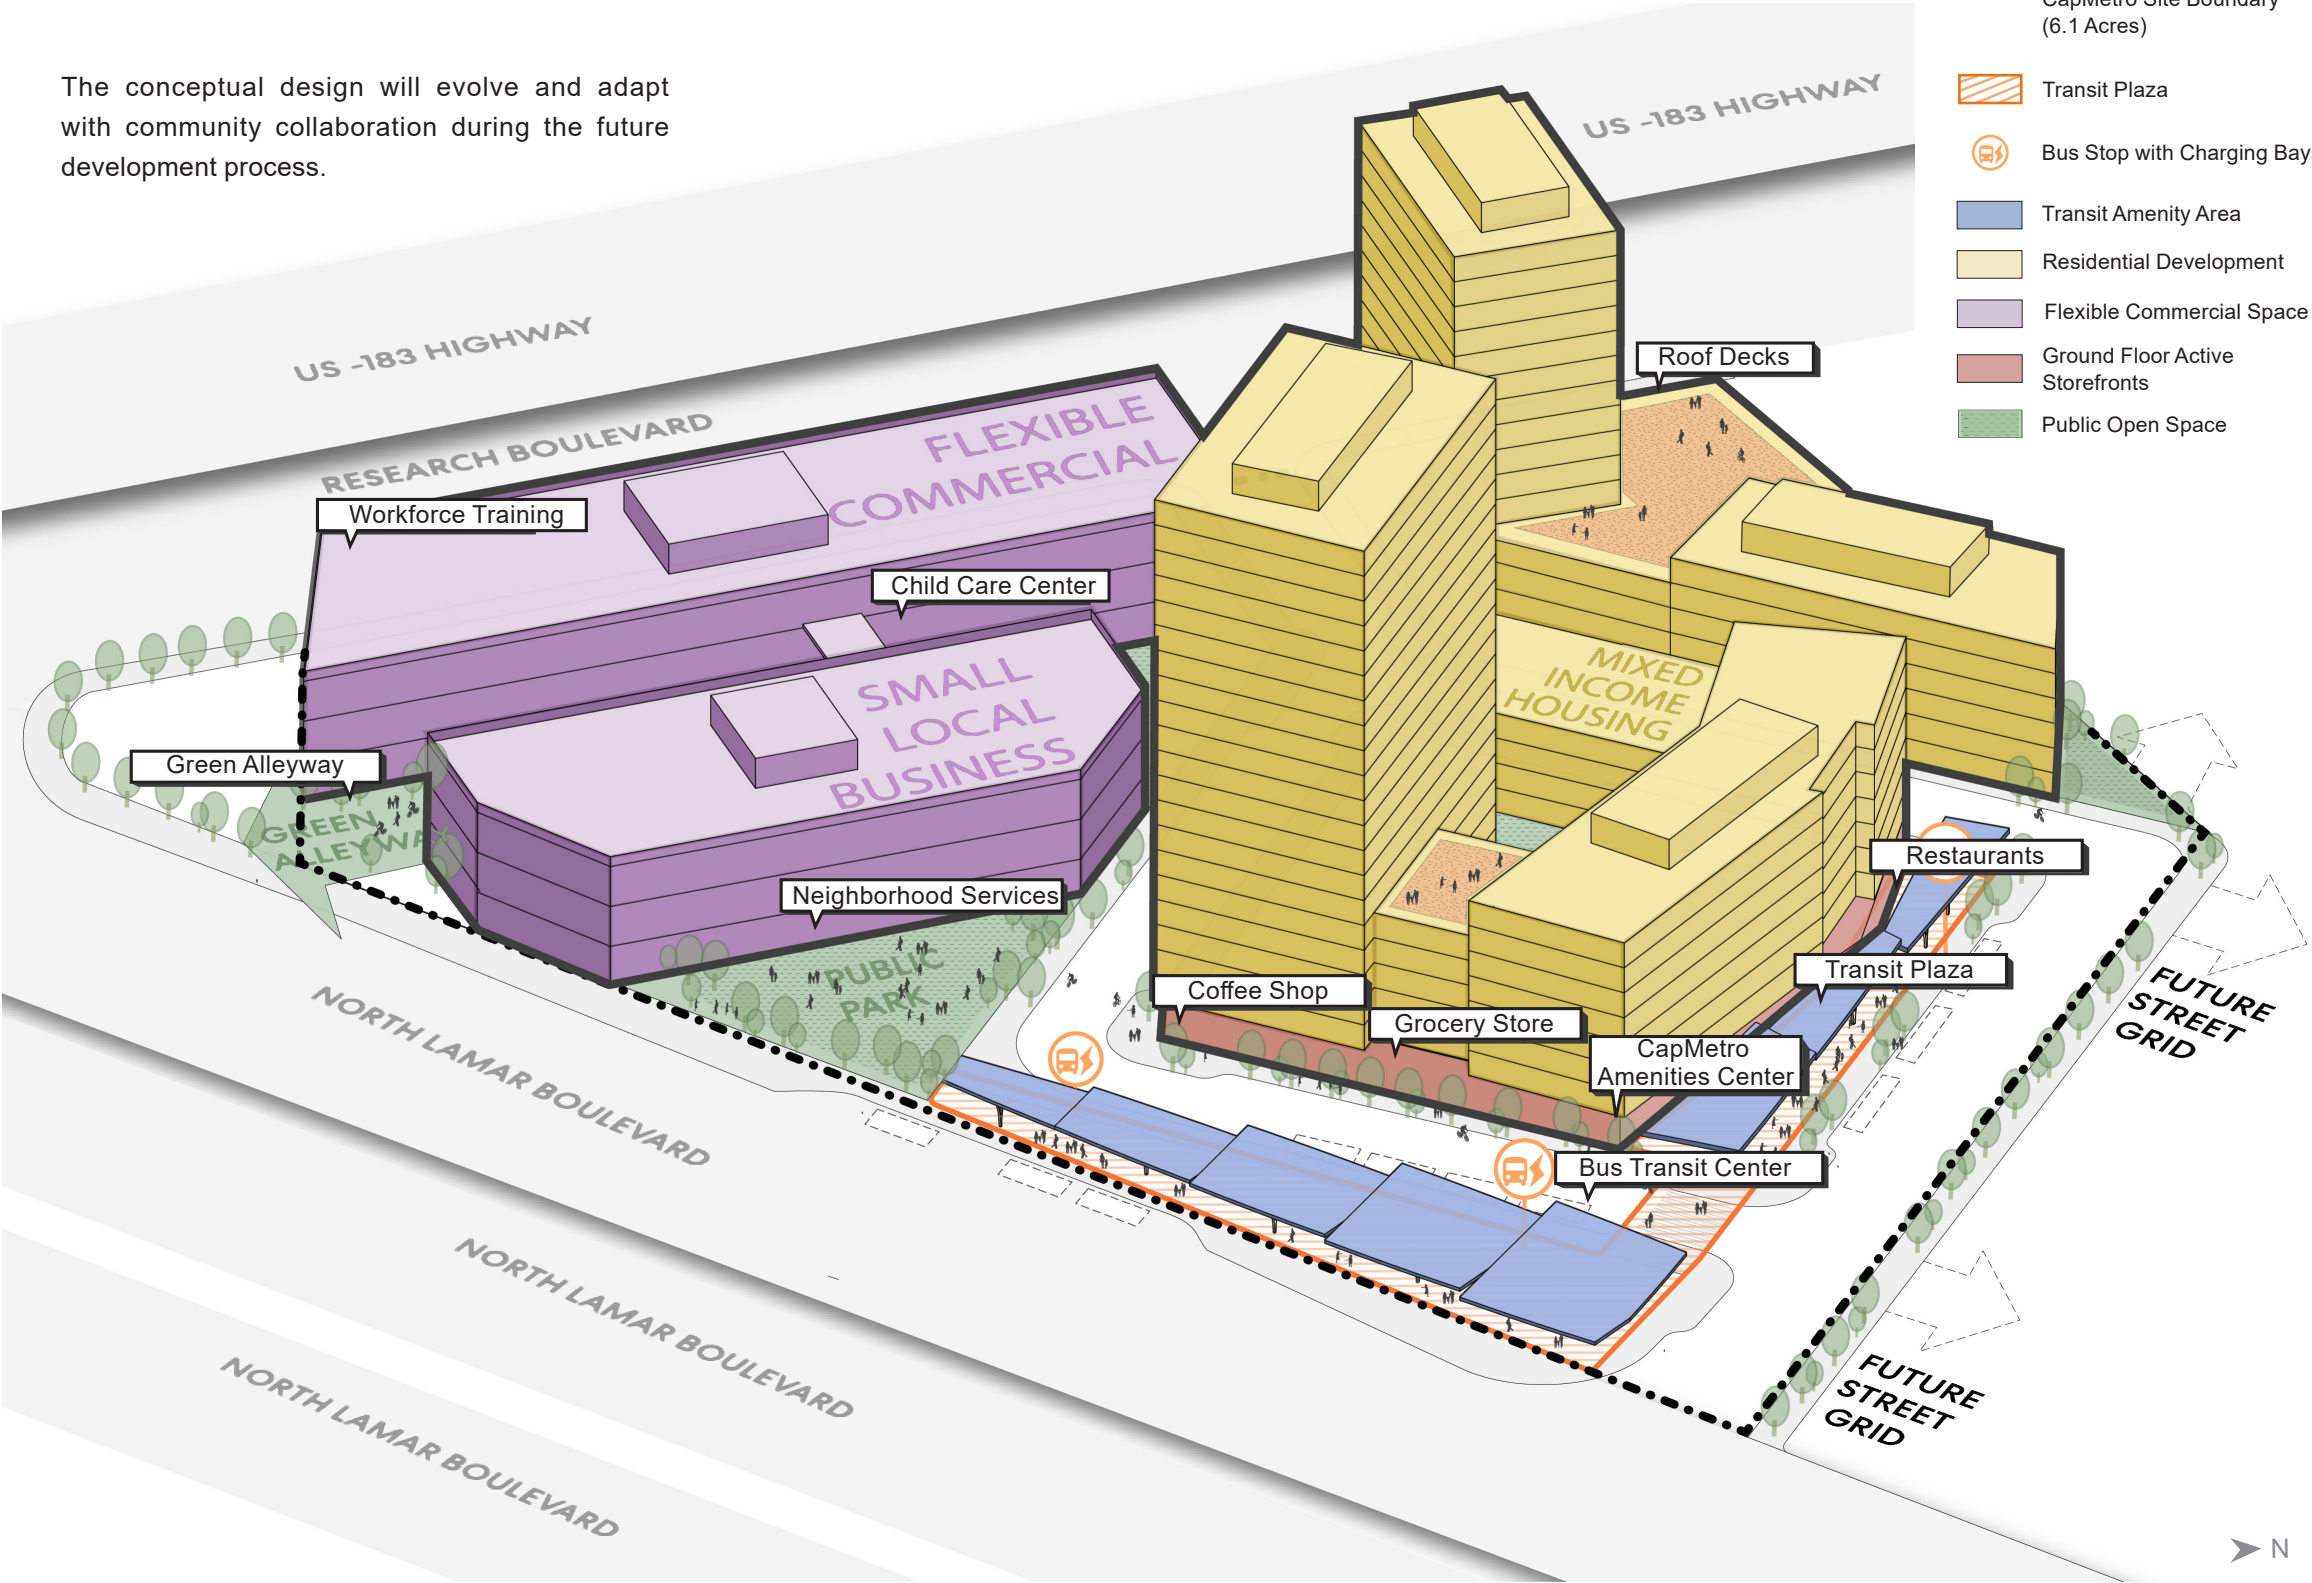 CapMetro Site Boundary
(6.1 Acres)
The conceptual design will evolve and adapt
with community collaboration during the future
development process.
Transit Plaza
Bus Stop with Charging
Transit Amenity Area
Residential Development
Flexible Commercial Space
Ground Floor Active
Storefronts
Public Open Space
US -183 HIGHWAY
US -183 HIGHWAY
RESEARCH BOULEVARD
Roof Decks
FLEXIBLE
COMMERCIAL
Workforce Training
Child Care Center
SMALL
LOCAL
BUSINESS
MIXED
INCOME
HOUSING
Green Alleyway
GREEN
ALLEYWAY
Restaurants
Neighborhood Services
PUBLIC
PARK
Transit Plaza
Coffee Shop
Grocery Store
CapMetro
Amenities Center
Bus Transit Center
FUTURE
STREET
GRID
FUTURE
STREET
GRID
NORTH LAMAR BOULEVARD
NORTH LAMAR BOULEVARD
NORTH LAMAR BOULEVARD
N